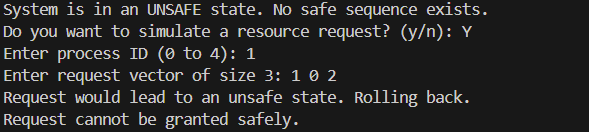 System is in an UNSAFE state. No safe sequence exists.
Do you want to simulate a resource request? (y/n): Y
Enter process ID (0 to 4): 1
Enter request vector of size 3: 1 0 2
Request would lead to an unsafe state. Rolling back.
Request cannot be granted safely.